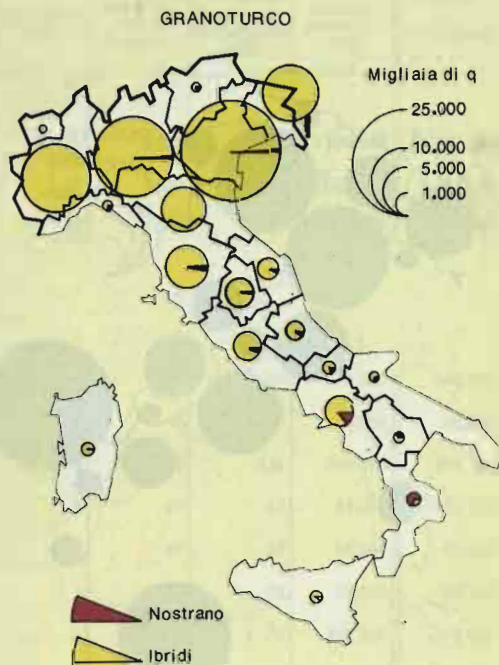 GRANOTURCO
Migliaia di q
25.000
10.000
5.000
1.000
Nostrano
Ibridi